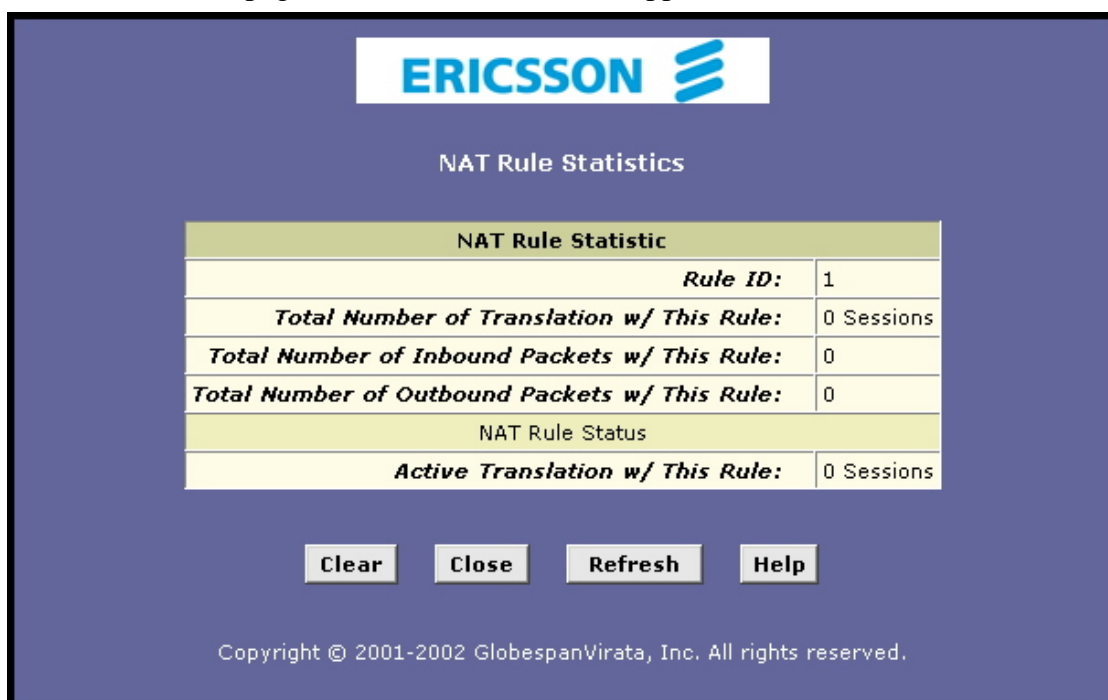 ERICSSON
NAT Rule Statistics
NAT Rule Statistic
Rule ID: 1
Total Number of Translation w/ This Rule: 0 Sessions
Total Number of Inbound Packets w/ This Rule: 0
Total Number of Outbound Packets w/ This Rule: 0
NAT Rule Status
Active Translation w/ This Rule: 0 Sessions
Clear Close Refresh Help
Copyright © 2001-2002 GlobespanVirata, Inc. All rights reserved.